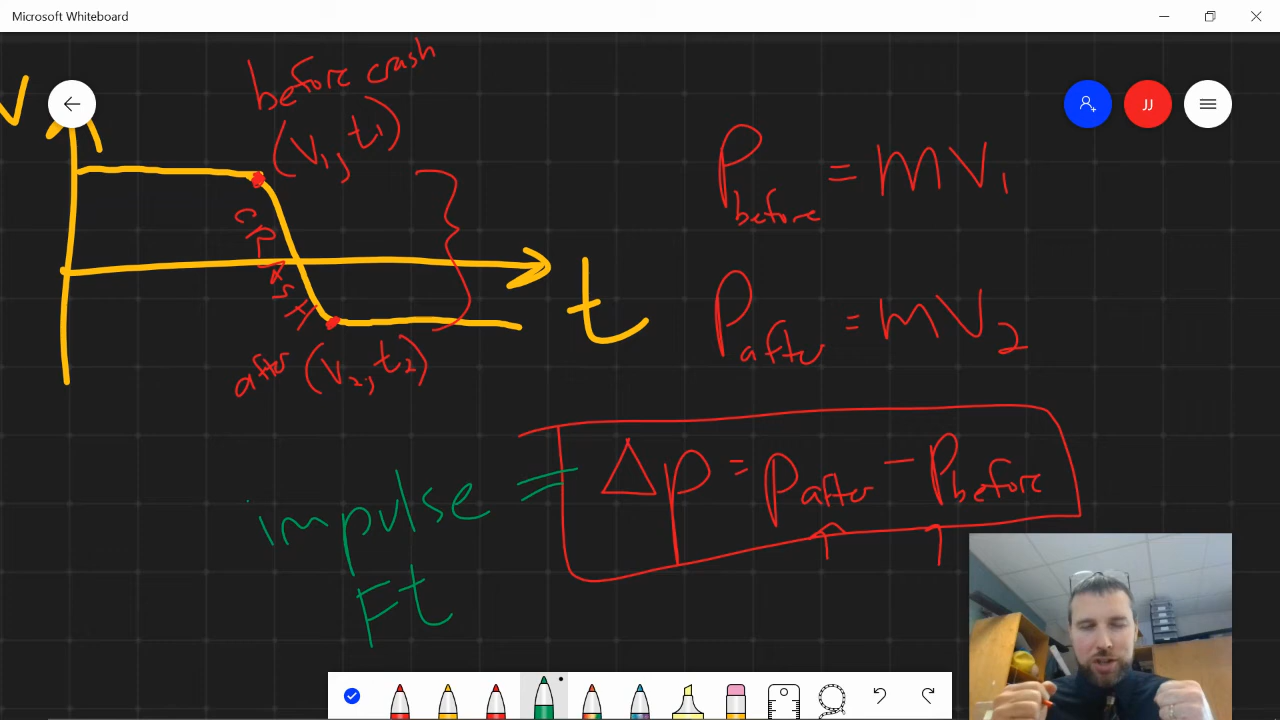 Microsoft Whiteboard
JJ
V
before crash
(V1, t1)
CRASH
t
after (V2, t2)
Pbefore = mV1
Pafter = mV2
impulse = Δp = Pafter - Pbefore
Ft